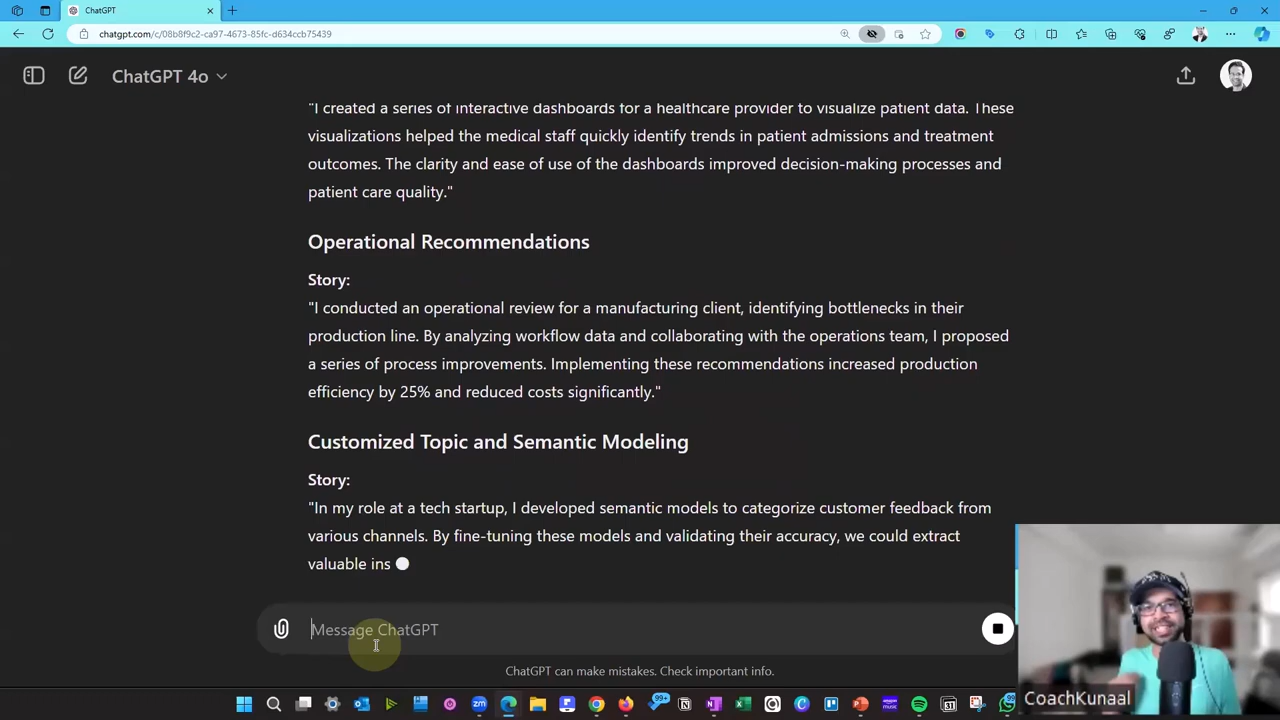 ChatGPT
chatgpt.com/c/08b8f9c2-ca97-4673-85fc-d634ccb75439
ChatGPT 4o
"I created a series of interactive dashboards for a healthcare provider to visualize patient data. These
visualizations helped the medical staff quickly identify trends in patient admissions and treatment
outcomes. The clarity and ease of use of the dashboards improved decision-making processes and
patient care quality."
Operational Recommendations
Story:
"I conducted an operational review for a manufacturing client, identifying bottlenecks in their
production line. By analyzing workflow data and collaborating with the operations team, I proposed
a series of process improvements. Implementing these recommendations increased production
efficiency by 25% and reduced costs significantly."
Customized Topic and Semantic Modeling
Story:
"In my role at a tech startup, I developed semantic models to categorize customer feedback from
various channels. By fine-tuning these models and validating their accuracy, we could extract
valuable ins
Message ChatGPT
ChatGPT can make mistakes. Check important info.
CoachKunaal
99+